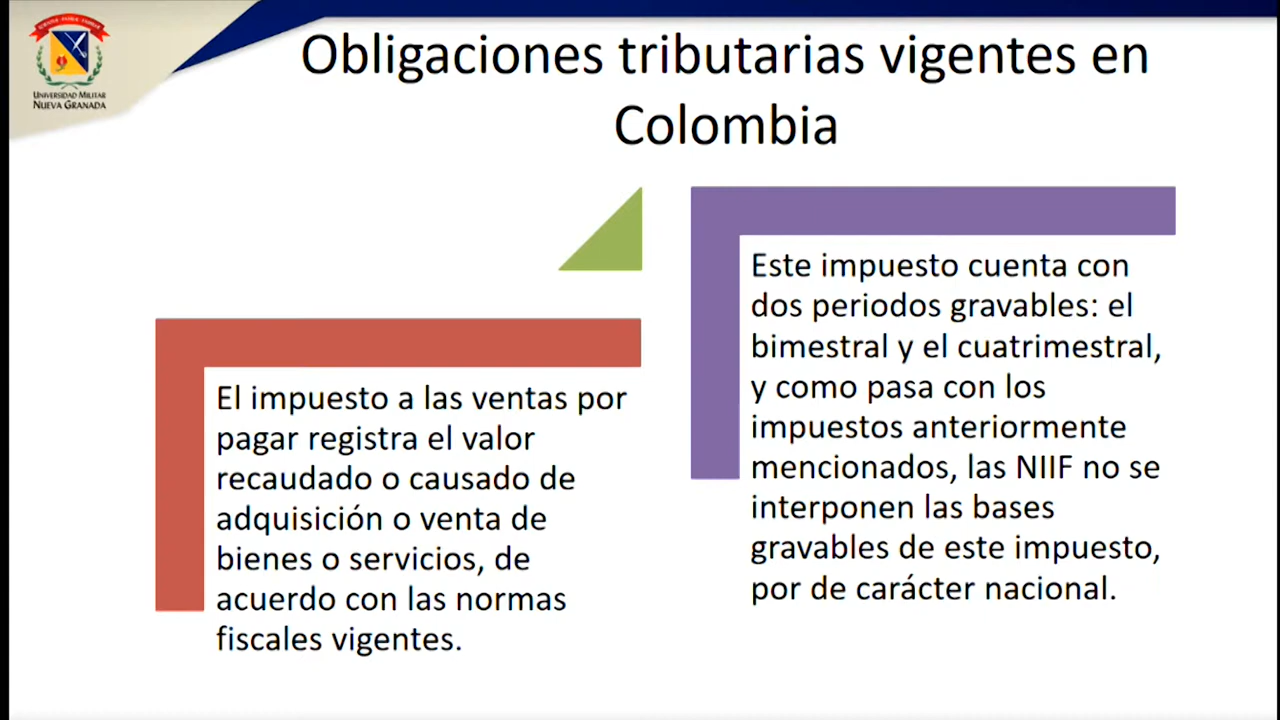 Obligaciones tributarias vigentes en
Colombia
UNIVERSIDAD MILITAR
NUEVA GRANADA
El impuesto a las ventas por
pagar registra el valor
recaudado o causado de
adquisición o venta de
bienes o servicios, de
acuerdo con las normas
fiscales vigentes.
Este impuesto cuenta con
dos periodos gravables: el
bimestral y el cuatrimestral,
y como pasa con los
impuestos anteriormente
mencionados, las NIIF no se
interponen las bases
gravables de este impuesto,
por de carácter nacional.